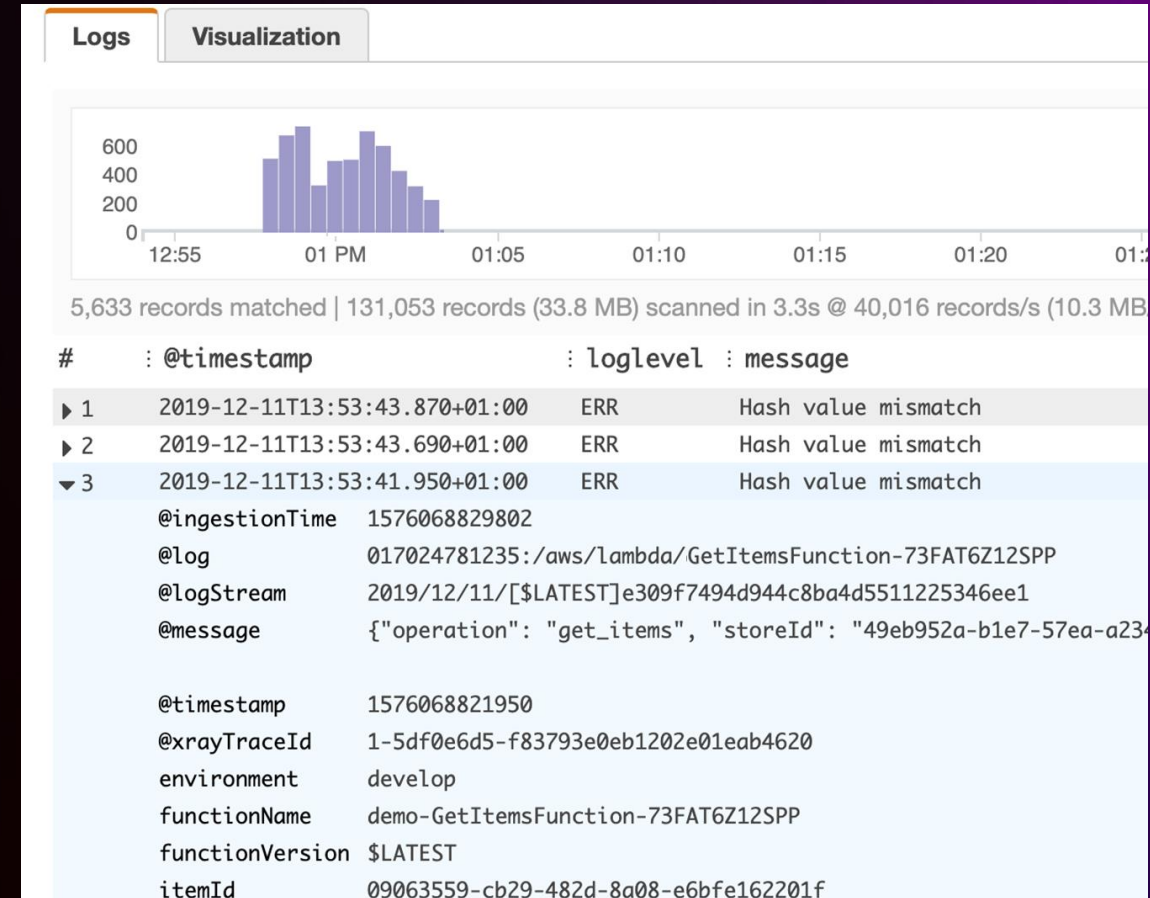 Logs Visualization
600
400
200
0
12:55 01 PM 01:05 01:10 01:15 01:20
5,633 records matched | 131,053 records (33.8 MB) scanned in 3.3s @ 40,016 records/s (10.3 MB
# : @timestamp : loglevel : message
1 2019-12-11T13:53:43.870+01:00 ERR Hash value mismatch
2 2019-12-11T13:53:43.690+01:00 ERR Hash value mismatch
3 2019-12-11T13:53:41.950+01:00 ERR Hash value mismatch
@ingestionTime 1576068829802
@log 017024781235:/aws/lambda/GetItemsFunction-73FAT6Z12SPP
@logStream 2019/12/11/[$LATEST]e309f7494d944c8ba4d5511225346ee1
@message {"operation": "get_items", "storeId": "49eb952a-b1e7-57ea-a234
@timestamp 1576068821950
@xrayTraceId 1-5df0e6d5-f83793e0eb1202e01eab4620
environment develop
functionName demo-GetItemsFunction-73FAT6Z12SPP
functionVersion $LATEST
itemId 09063559-cb29-482d-8a08-e6bfe162201f